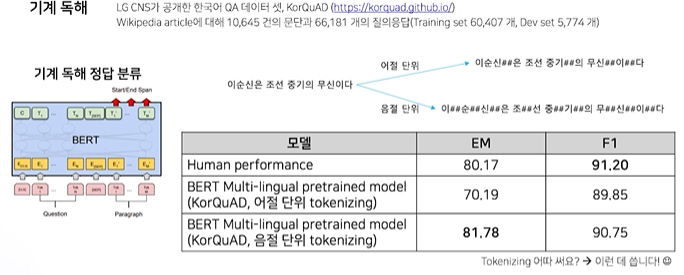 기계 독해
LG CNS가 공개한 한국어 QA 데이터 셋, KorQuAD (https://korquad.github.io/)
Wikipedia article에 대해 10,645 건의 문단과 66,181 개의 질의응답(Training set 60,407 개, Dev set 5,774 개)
기계 독해 정답 분류
Start/End Span
BERT
Question
Paragraph
이순신은 조선 중기의 무신이다
어절 단위
이순신##은 조선 중기##의 무신##이##다
음절 단위
이##순##신##은 조##선 중##기##의 무##신##이##다
모델 EM F1
Human performance 80.17 91.20
BERT Multi-lingual pretrained model
(KorQuAD, 어절 단위 tokenizing) 70.19 89.85
BERT Multi-lingual pretrained model
(KorQuAD, 음절 단위 tokenizing) 81.78 90.75
Tokenizing 어따 써요? → 이런 데 씁니다! ☺